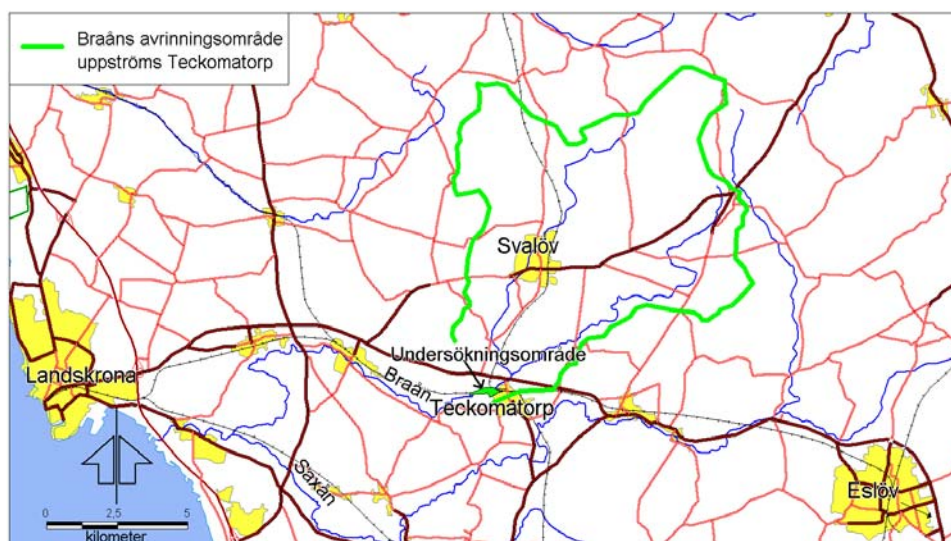 Braåns avrinningsområde
uppströms Teckomatorp
Svalöv
Undersökningsområde
Landskrona
Braån
Teckomatorp
Saxån
Eslöv
0 2,5 5
kilometer